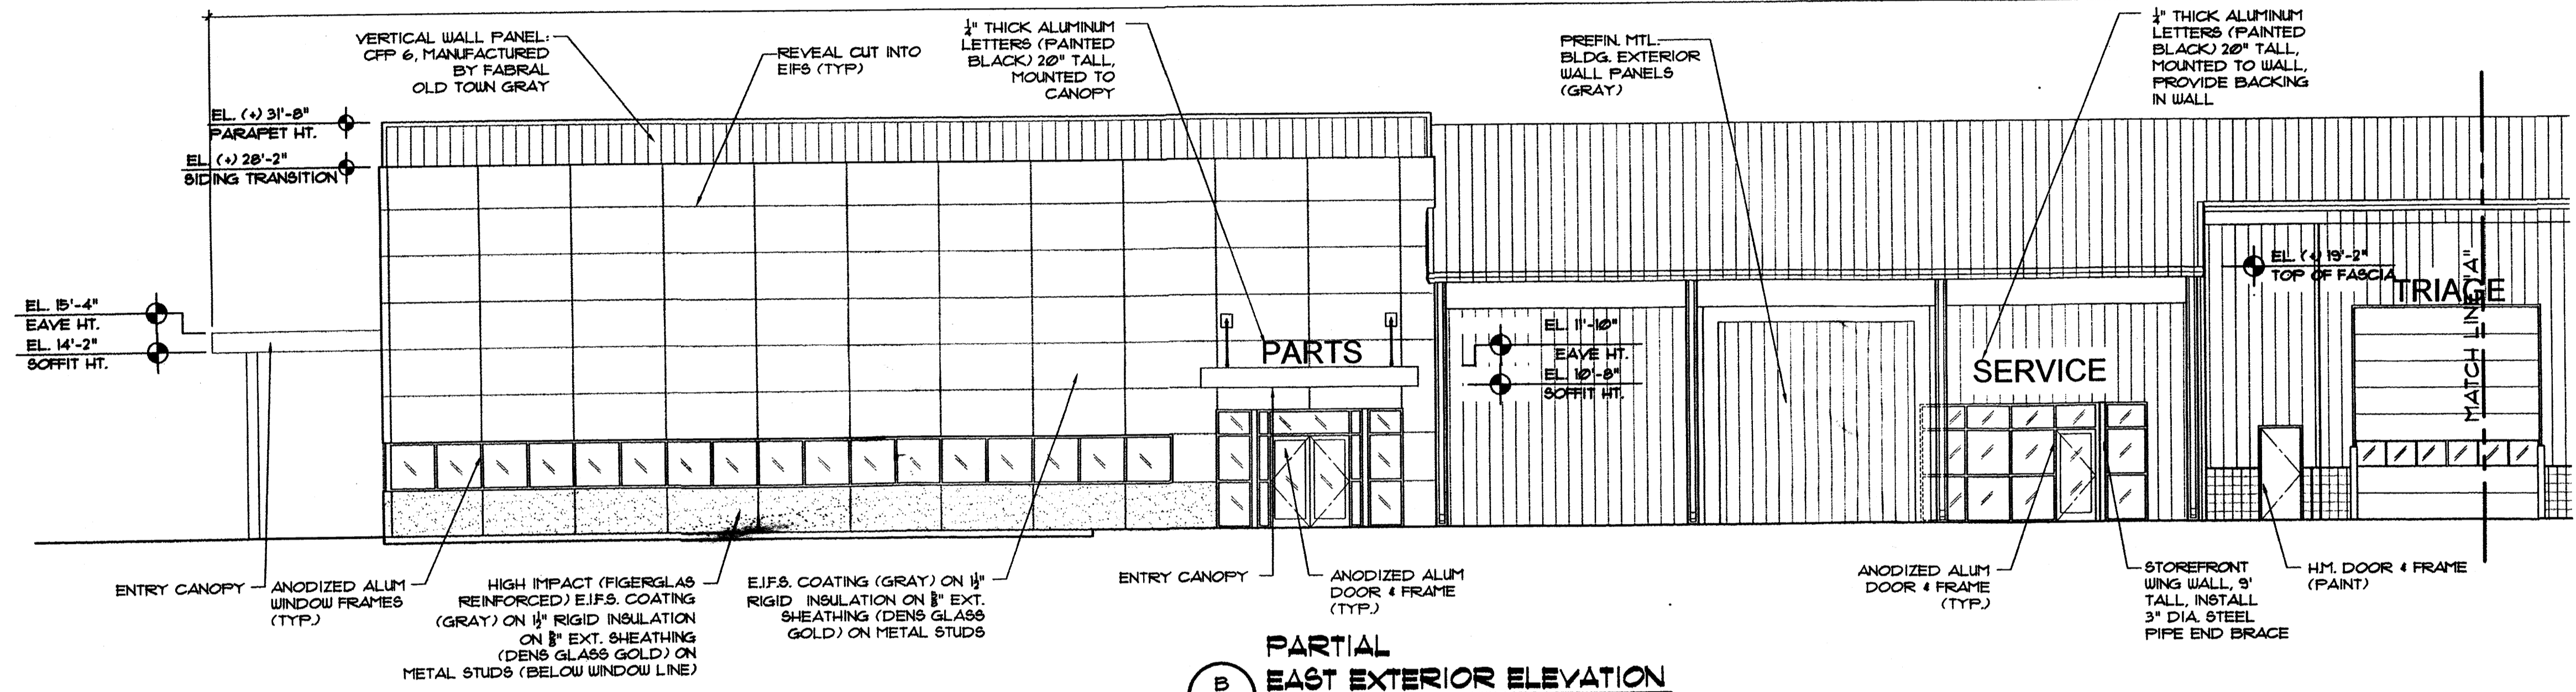 VERTICAL WALL PANEL:
CFP 6, MANUFACTURED
BY FABRAL
OLD TOWN GRAY
REVEAL CUT INTO
EIFS (TYP)
1/4" THICK ALUMINUM
LETTERS (PAINTED
BLACK) 20" TALL,
MOUNTED TO
CANOPY
PREFIN. MTL.
BLDG. EXTERIOR
WALL PANELS
(GRAY)
1/4" THICK ALUMINUM
LETTERS (PAINTED
BLACK) 20" TALL,
MOUNTED TO WALL,
PROVIDE BACKING
IN WALL
EL. (+) 31'-8"
PARAPET HT.
EL. (+) 28'-2"
SIDING TRANSITION
EL. 15'-4"
EAVE HT.
EL. 14'-2"
SOFFIT HT.
PARTS
EL. 11'-10"
EAVE HT.
EL. 10'-8"
SOFFIT HT.
SERVICE
EL. (+) 19'-2"
TOP OF FASCIA
TRIAGE
MATCH LINE "A"
ENTRY CANOPY
ANODIZED ALUM
WINDOW FRAMES
(TYP.)
HIGH IMPACT (FIGERGLAS
REINFORCED) E.I.F.S. COATING
(GRAY) ON 1 1/2" RIGID INSULATION
ON 5/8" EXT. SHEATHING
(DENS GLASS GOLD) ON
METAL STUDS (BELOW WINDOW LINE)
E.I.F.S. COATING (GRAY) ON 1 1/2"
RIGID INSULATION ON 5/8" EXT.
SHEATHING (DENS GLASS
GOLD) ON METAL STUDS
ENTRY CANOPY
ANODIZED ALUM
DOOR & FRAME
(TYP.)
ANODIZED ALUM
DOOR & FRAME
(TYP.)
STOREFRONT
WING WALL, 9'
TALL, INSTALL
3" DIA. STEEL
PIPE END BRACE
H.M. DOOR & FRAME
(PAINT)
PARTIAL
B EAST EXTERIOR ELEVATION